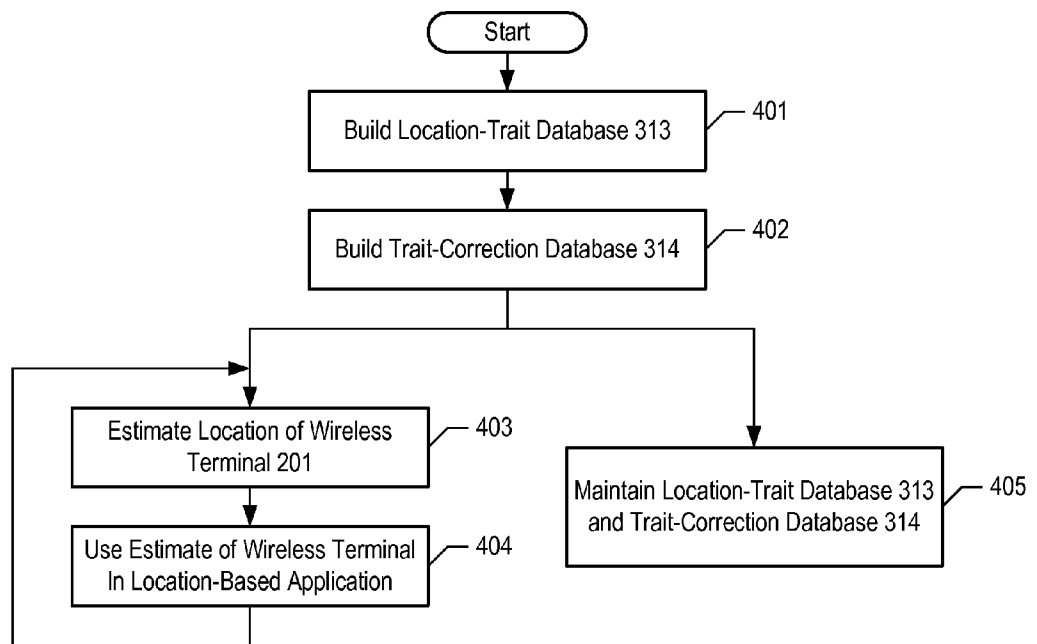 Start
Build Location-Trait Database 313
401
Build Trait-Correction Database 314
402
Estimate Location of Wireless
Terminal 201
403
Use Estimate of Wireless Terminal
In Location-Based Application
404
Maintain Location-Trait Database 313
and Trait-Correction Database 314
405